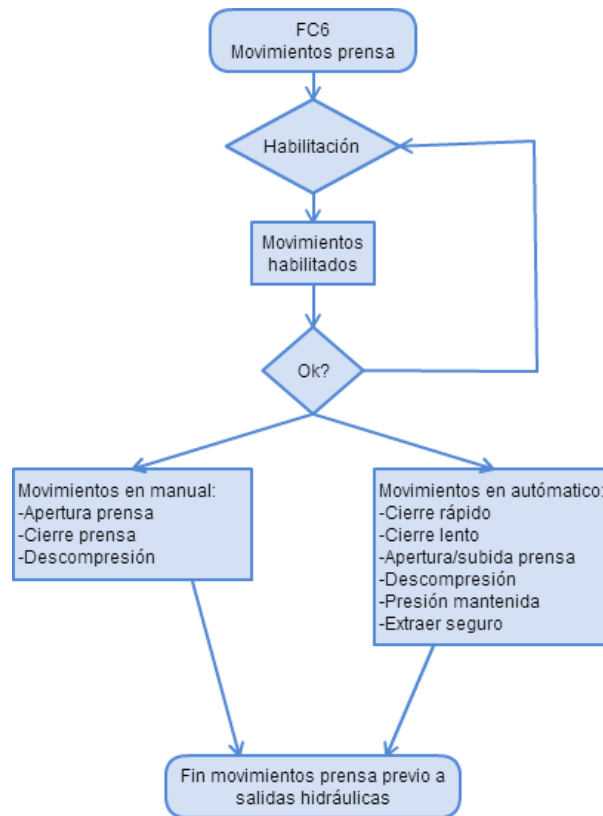 FC6
Movimientos prensa
Habilitación
Movimientos
habilitados
Ok?
Movimientos en manual:
-Apertura prensa
-Cierre prensa
-Descompresión
Movimientos en autómatico:
-Cierre rápido
-Cierre lento
-Apertura/subida prensa
-Descompresión
-Presión mantenida
-Extraer seguro
Fin movimientos prensa previo a
salidas hidráulicas